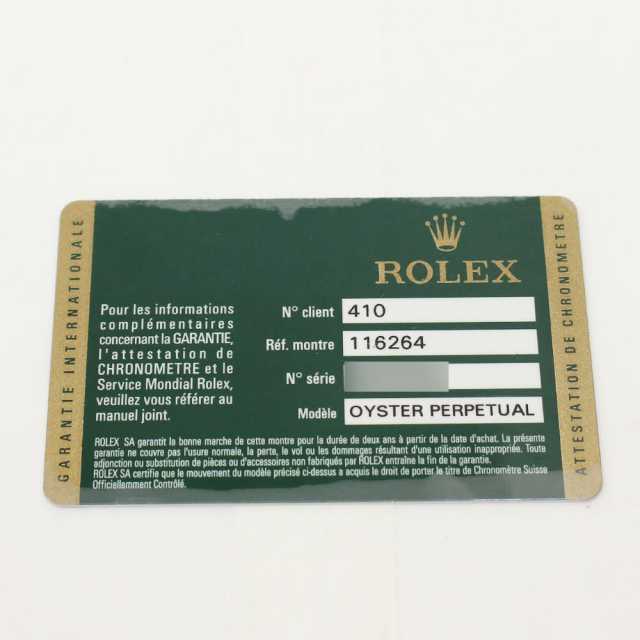 GARANTIE INTERNATIONALE
ROLEX
Pour les informations
complémentaires
concernant la GARANTIE,
l'attestation de
CHRONOMETRE et le
Service Mondial Rolex,
veuillez vous référer au
manuel joint.
N° client 410
Réf. montre 116264
N° série
Modèle OYSTER PERPETUAL
ROLEX SA garantit la bonne marche de cette montre pour la durée de deux ans à partir de la date d'achat. La présente
garantie ne couvre pas l'usure normale, la perte, le vol ou les dommages résultant d'une utilisation inappropriée. Toute
adjonction ou substitution de pièces ou d'accessoires non fabriqués par ROLEX entraîne la fin de la garantie.
ROLEX SA certifie que le mouvement du modèle précisé ci-dessus a acquis le droit de porter le titre de Chronomètre Suisse
Officiellement Contrôlé.
ATTESTATION DE CHRONOMETRE